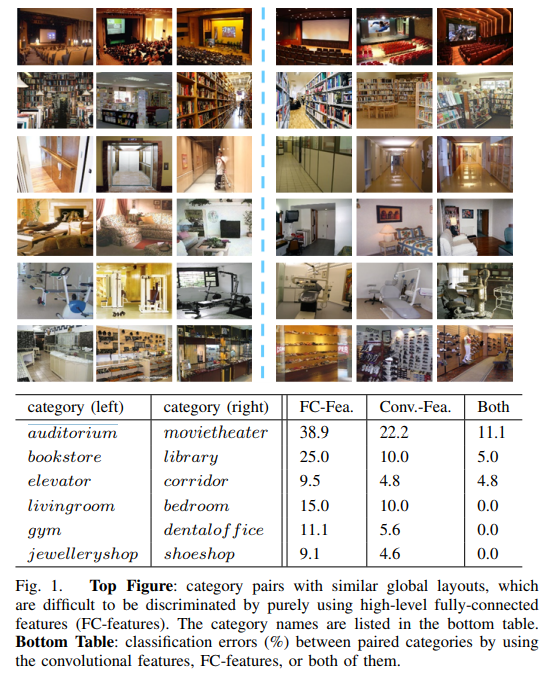 category (left) category (right) FC-Fea. Conv.-Fea. Both
auditorium movietheater 38.9 22.2 11.1
bookstore library 25.0 10.0 5.0
elevator corridor 9.5 4.8 4.8
livingroom bedroom 15.0 10.0 0.0
gym dentaloffice 11.1 5.6 0.0
jewelleryshop shoeshop 9.1 4.6 0.0
Fig. 1. Top Figure: category pairs with similar global layouts, which
are difficult to be discriminated by purely using high-level fully-connected
features (FC-features). The category names are listed in the bottom table.
Bottom Table: classification errors (%) between paired categories by using
the convolutional features, FC-features, or both of them.